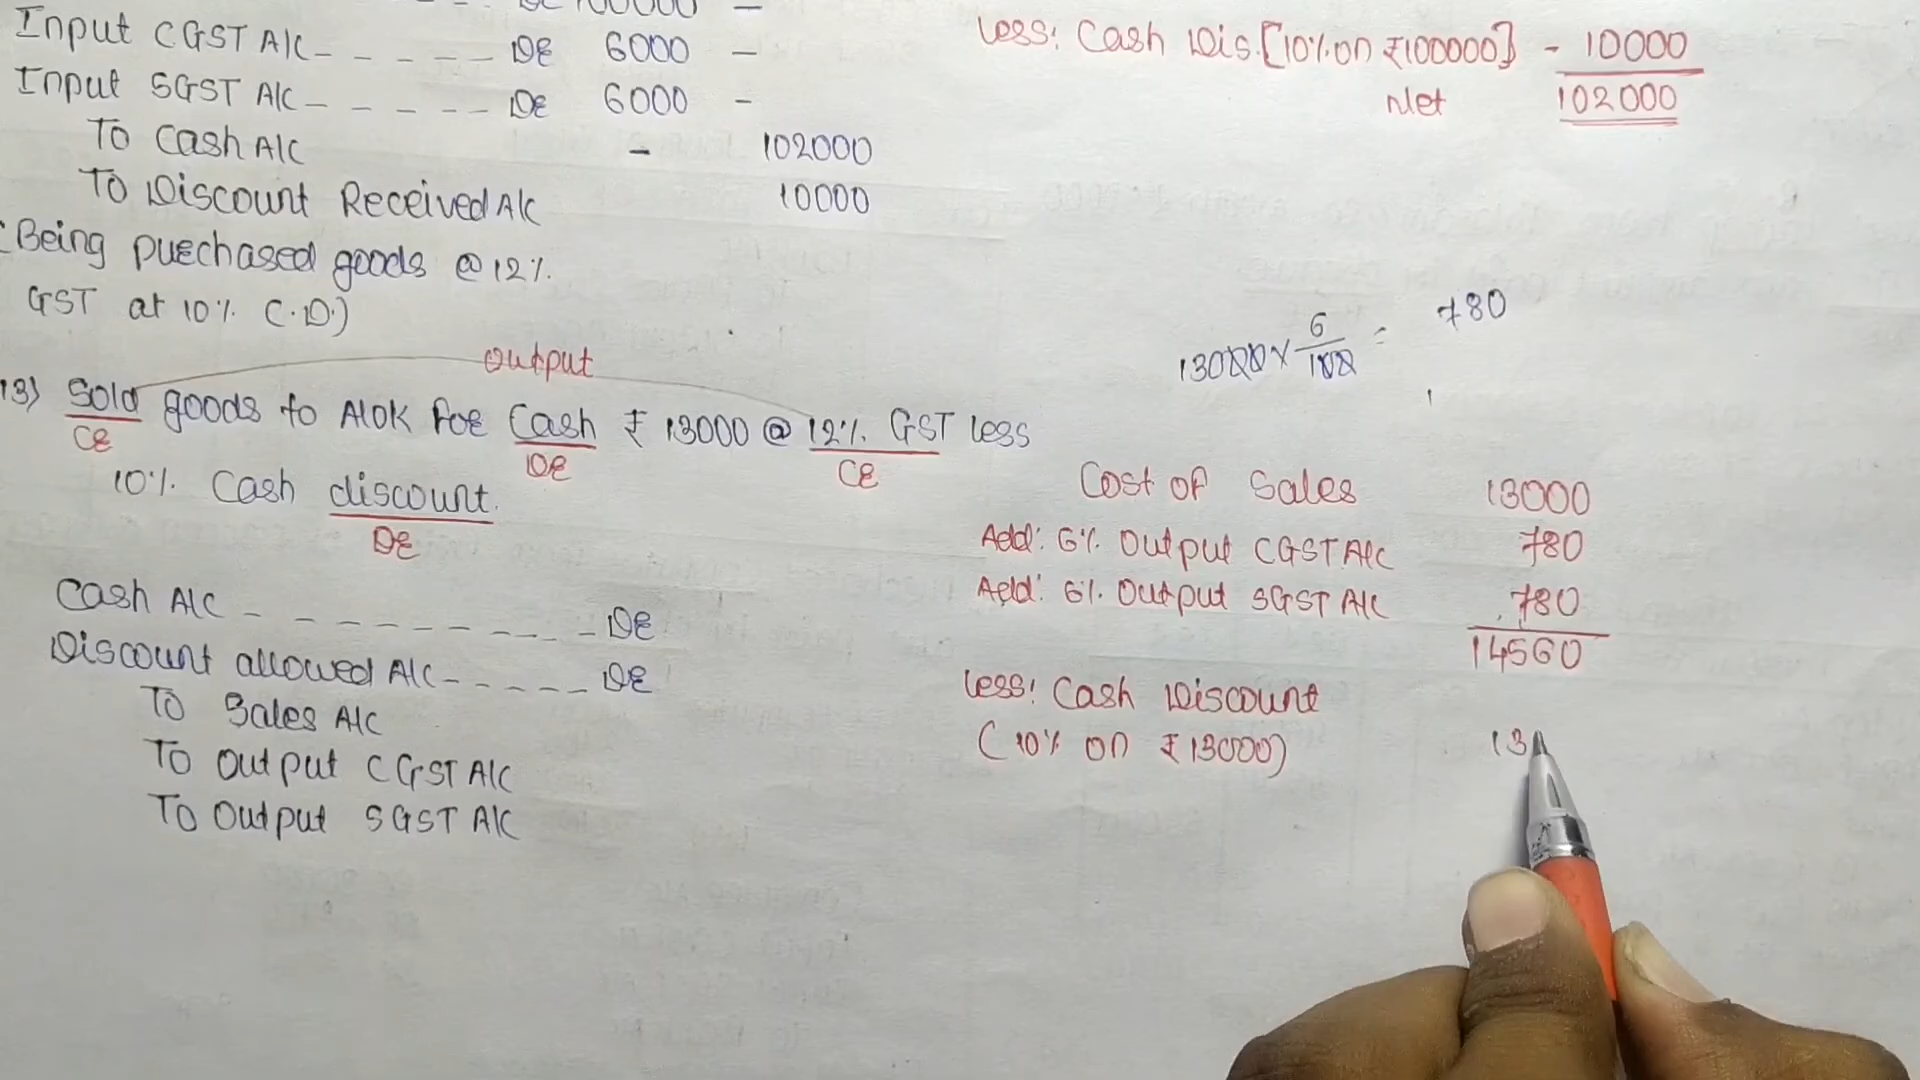 100000 -
Input CGST A/C - - - - - Dr 6000 -
Input SGST A/C - - - - - Dr 6000 -
To Cash A/C - 102000
To Discount Received A/C 10000
(Being purchased goods @ 12%.
GST at 10% C.D.)
Less: Cash Dis. [10% on ₹100000] - 10000
Net 102000
13000 x 6/100 = 780
output
13) Sold goods to Alok for Cash ₹ 13000 @ 12%. GST less
Cr Dr Cr
10%. Cash discount.
Dr
Cash A/C - - - - - - - - - - Dr
Discount allowed A/C - - - - - Dr
To Sales A/C
To Output CGST A/C
To Output SGST A/C
Cost of Sales 13000
Add: 6%. Output CGST A/C 780
Add: 6%. Output SGST A/C 780
14560
Less: Cash Discount
(10% on ₹13000) 13